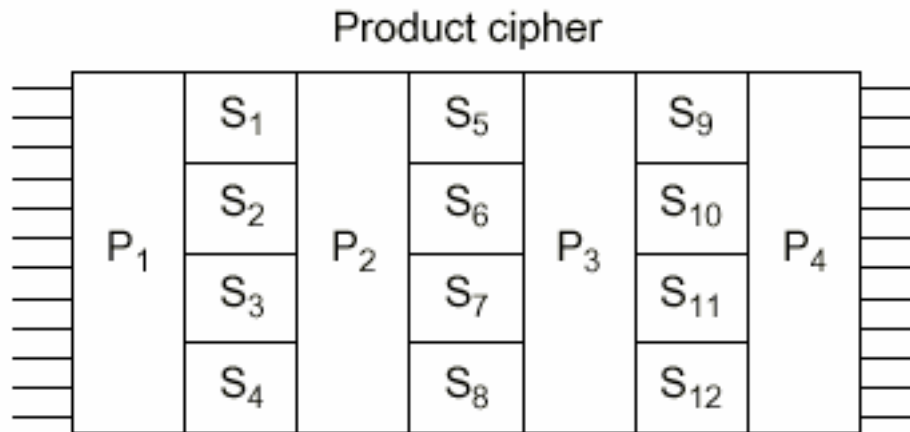 Product cipher
S₁ S₅ S₉
S₂ S₆ S₁₀
P₁ P₂ P₃ P₄
S₃ S₇ S₁₁
S₄ S₈ S₁₂